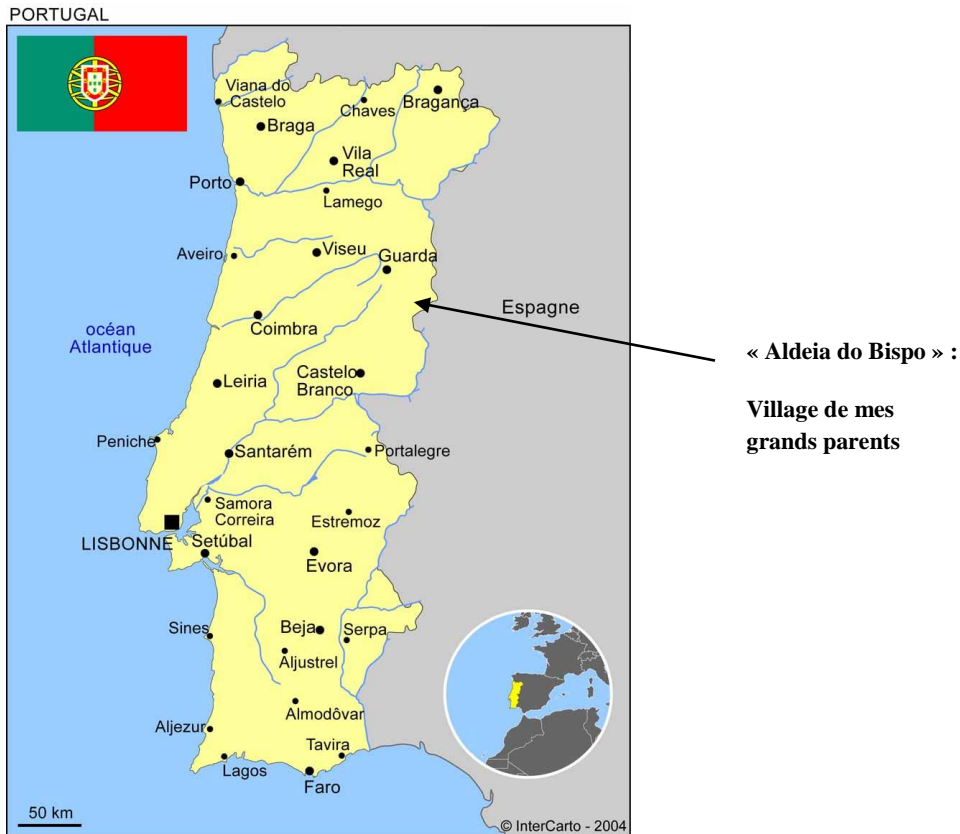 PORTUGAL
Viana do
Castelo
Chaves
Bragança
Braga
Vila
Real
Porto
Lamego
Aveiro
Viseu
Guarda
Espagne
Coimbra
océan
Atlantique
« Aldeia do Bispo » :
Village de mes
grands parents
Castelo
Branco
Leiria
Peniche
Santarém
Portalegre
Samora
Correira
Estremoz
LISBONNE
Setúbal
Evora
Sines
Beja
Serpa
Aljustrel
Almodôvar
Aljezur
Tavira
Lagos
Faro
50 km
© InterCarto - 2004